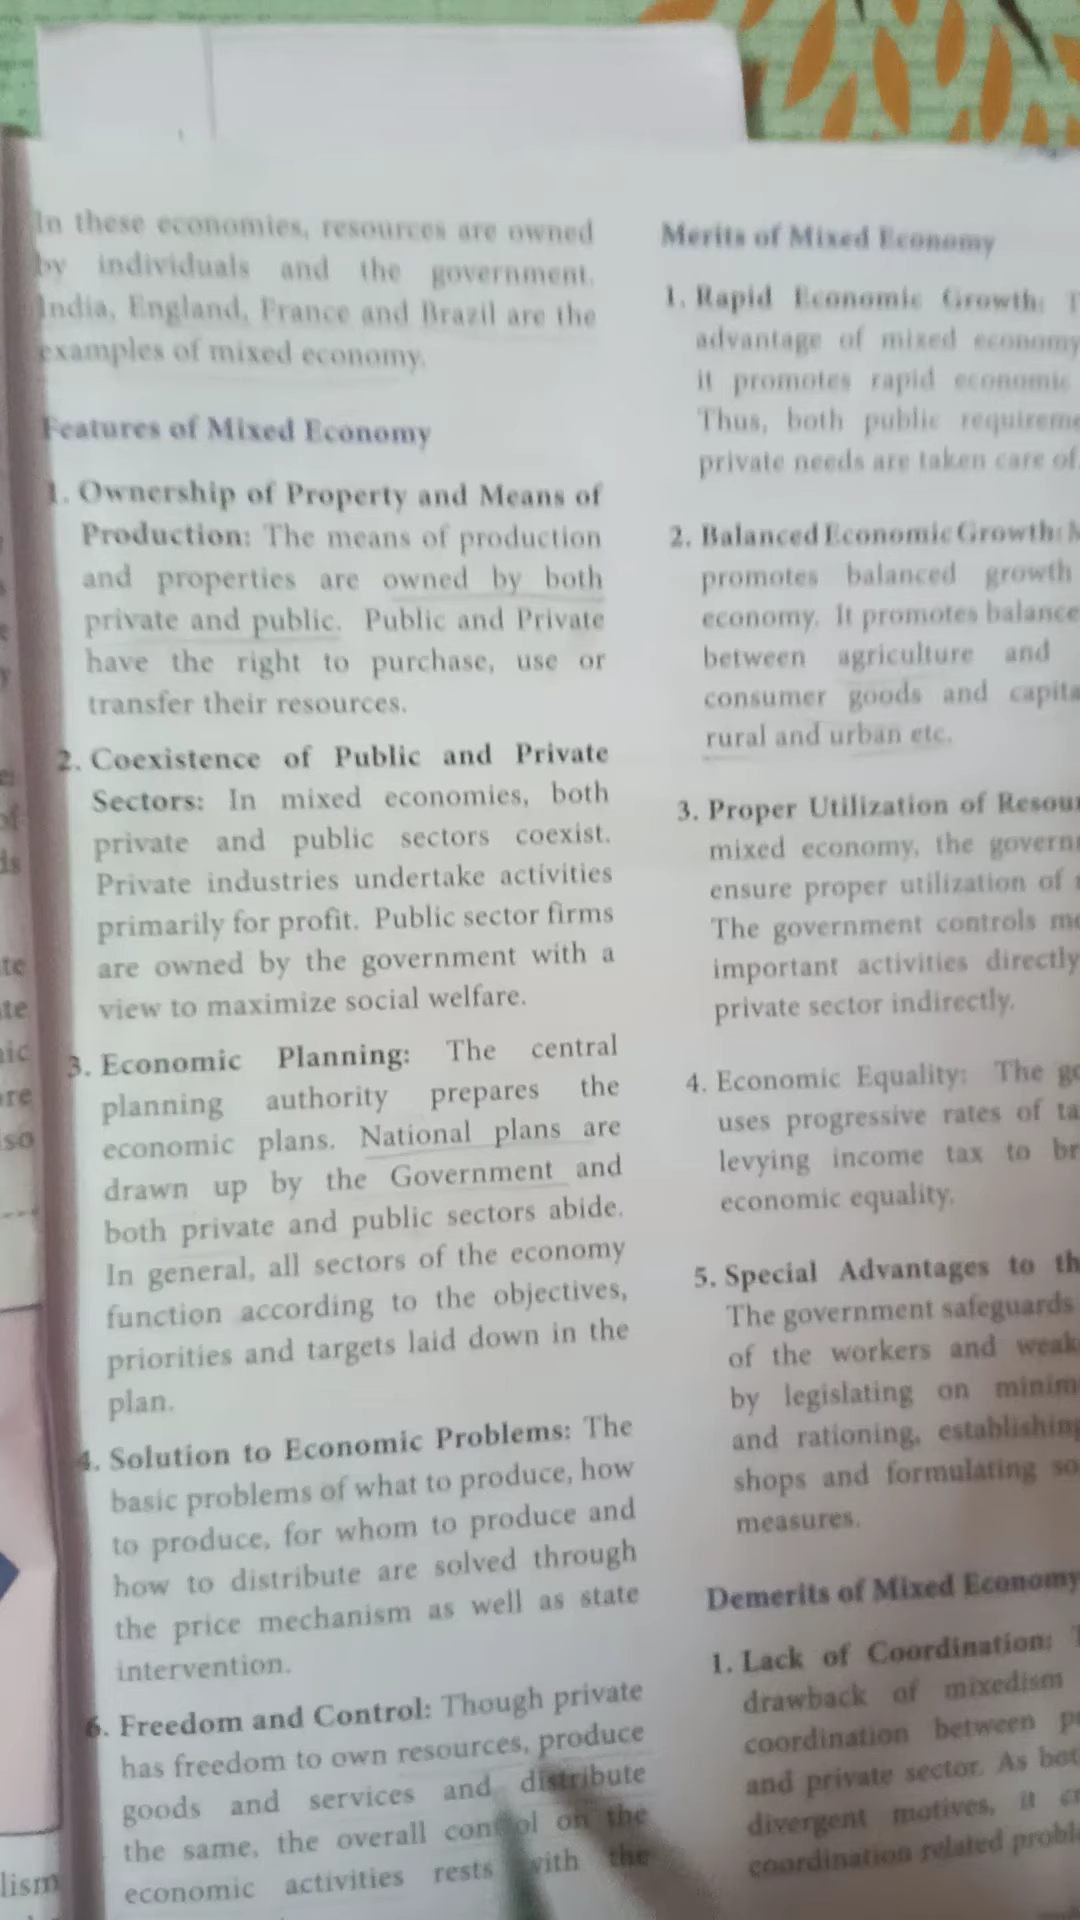 In these economies, resources are owned
by individuals and the government.
India, England, France and Brazil are the
examples of mixed economy.
Features of Mixed Economy
1. Ownership of Property and Means of
Production: The means of production
and properties are owned by both
private and public. Public and Private
have the right to purchase, use or
transfer their resources.
2. Coexistence of Public and Private
Sectors: In mixed economies, both
private and public sectors coexist.
Private industries undertake activities
primarily for profit. Public sector firms
are owned by the government with a
view to maximize social welfare.
3. Economic Planning: The central
planning authority prepares the
economic plans. National plans are
drawn up by the Government and
both private and public sectors abide.
In general, all sectors of the economy
function according to the objectives,
priorities and targets laid down in the
plan.
4. Solution to Economic Problems: The
basic problems of what to produce, how
to produce, for whom to produce and
how to distribute are solved through
the price mechanism as well as state
intervention.
6. Freedom and Control: Though private
has freedom to own resources, produce
goods and services and distribute
the same, the overall control on the
economic activities rests with the
Merits of Mixed Economy
1. Rapid Economic Growth:
advantage of mixed economy
it promotes rapid economic
Thus, both public
private needs are taken care of
2. Balanced Economic Growth:
promotes balanced growth
economy. It promotes
between agriculture and
consumer goods and
rural and urban etc.
3. Proper Utilization of
mixed economy, the
ensure proper utilization of
The government controls
important activities directly
private sector indirectly.
4. Economic Equality: The
uses progressive rates of
levying income tax to
economic equality.
5. Special Advantages to
The government safeguards
of the workers and
by legislating on
and rationing, establishing
shops and formulating
measures.
Demerits of Mixed Economy
1. Lack of Coordination:
drawback of mixedism
coordination between
and private sector. As
divergent motives, it
coordination related
lism